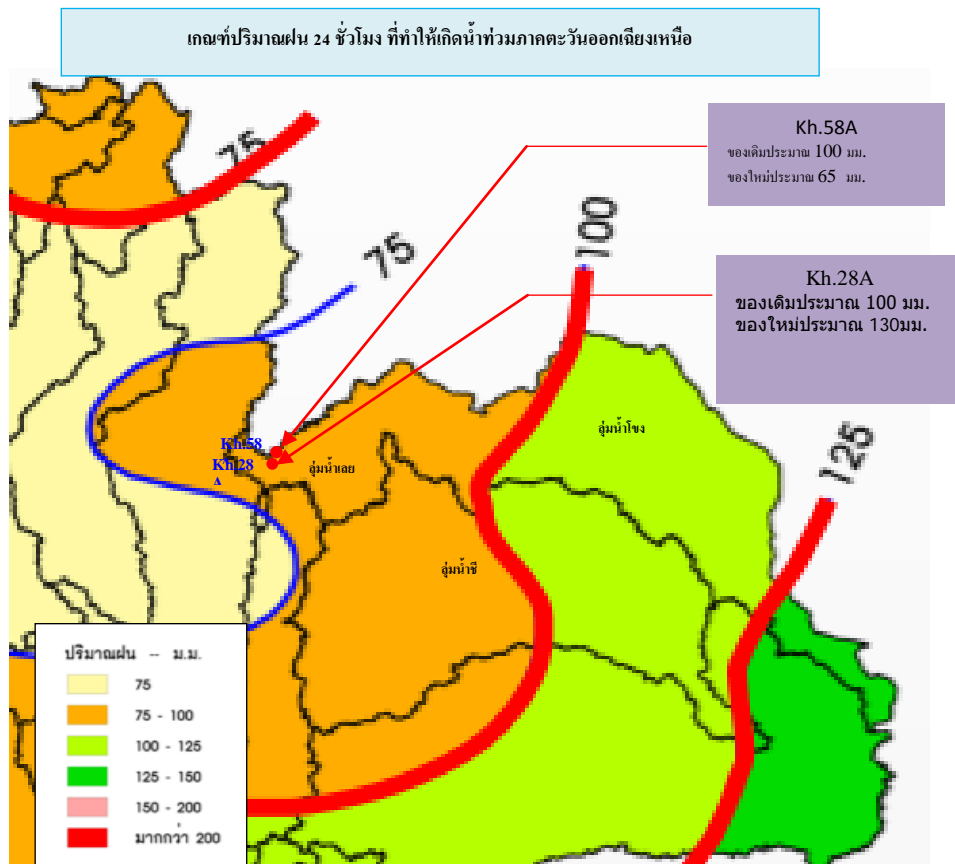 เกณฑ์ปริมาณฝน 24 ชั่วโมง ที่ทำให้เกิดน้ำท่วมภาคตะวันออกเฉียงเหนือ
Kh.58A
ของเดิมประมาณ 100 มม.
ของใหม่ประมาณ 65 มม.
75
100
75
Kh.28A
ของเดิมประมาณ 100 มม.
ของใหม่ประมาณ 130มม.
ลุ่มน้ำโขง
125
Kh.58
Kh.28
ลุ่มน้ำเลย
ลุ่มน้ำชี
ปริมาณฝน -- ม.ม.
75
75 - 100
100 - 125
125 - 150
150 - 200
มากกว่า 200